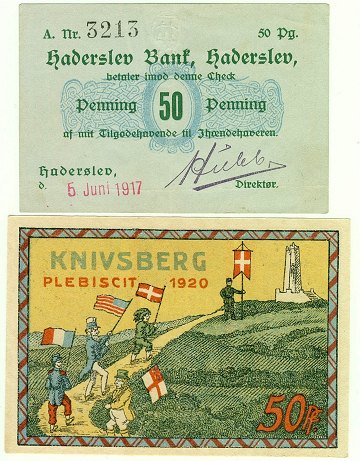 A. Nr. 3213 50 Pg.
Haderslev Bank, Haderslev,
betaler imod denne Check
Penning 50 Penning
af mit Tilgodehavende til Ihændehaveren.
Haderslev,
d. 5. Juni 1917
Direktør.
KNIVSBERG
PLEBISCIT 1920
50 Pf